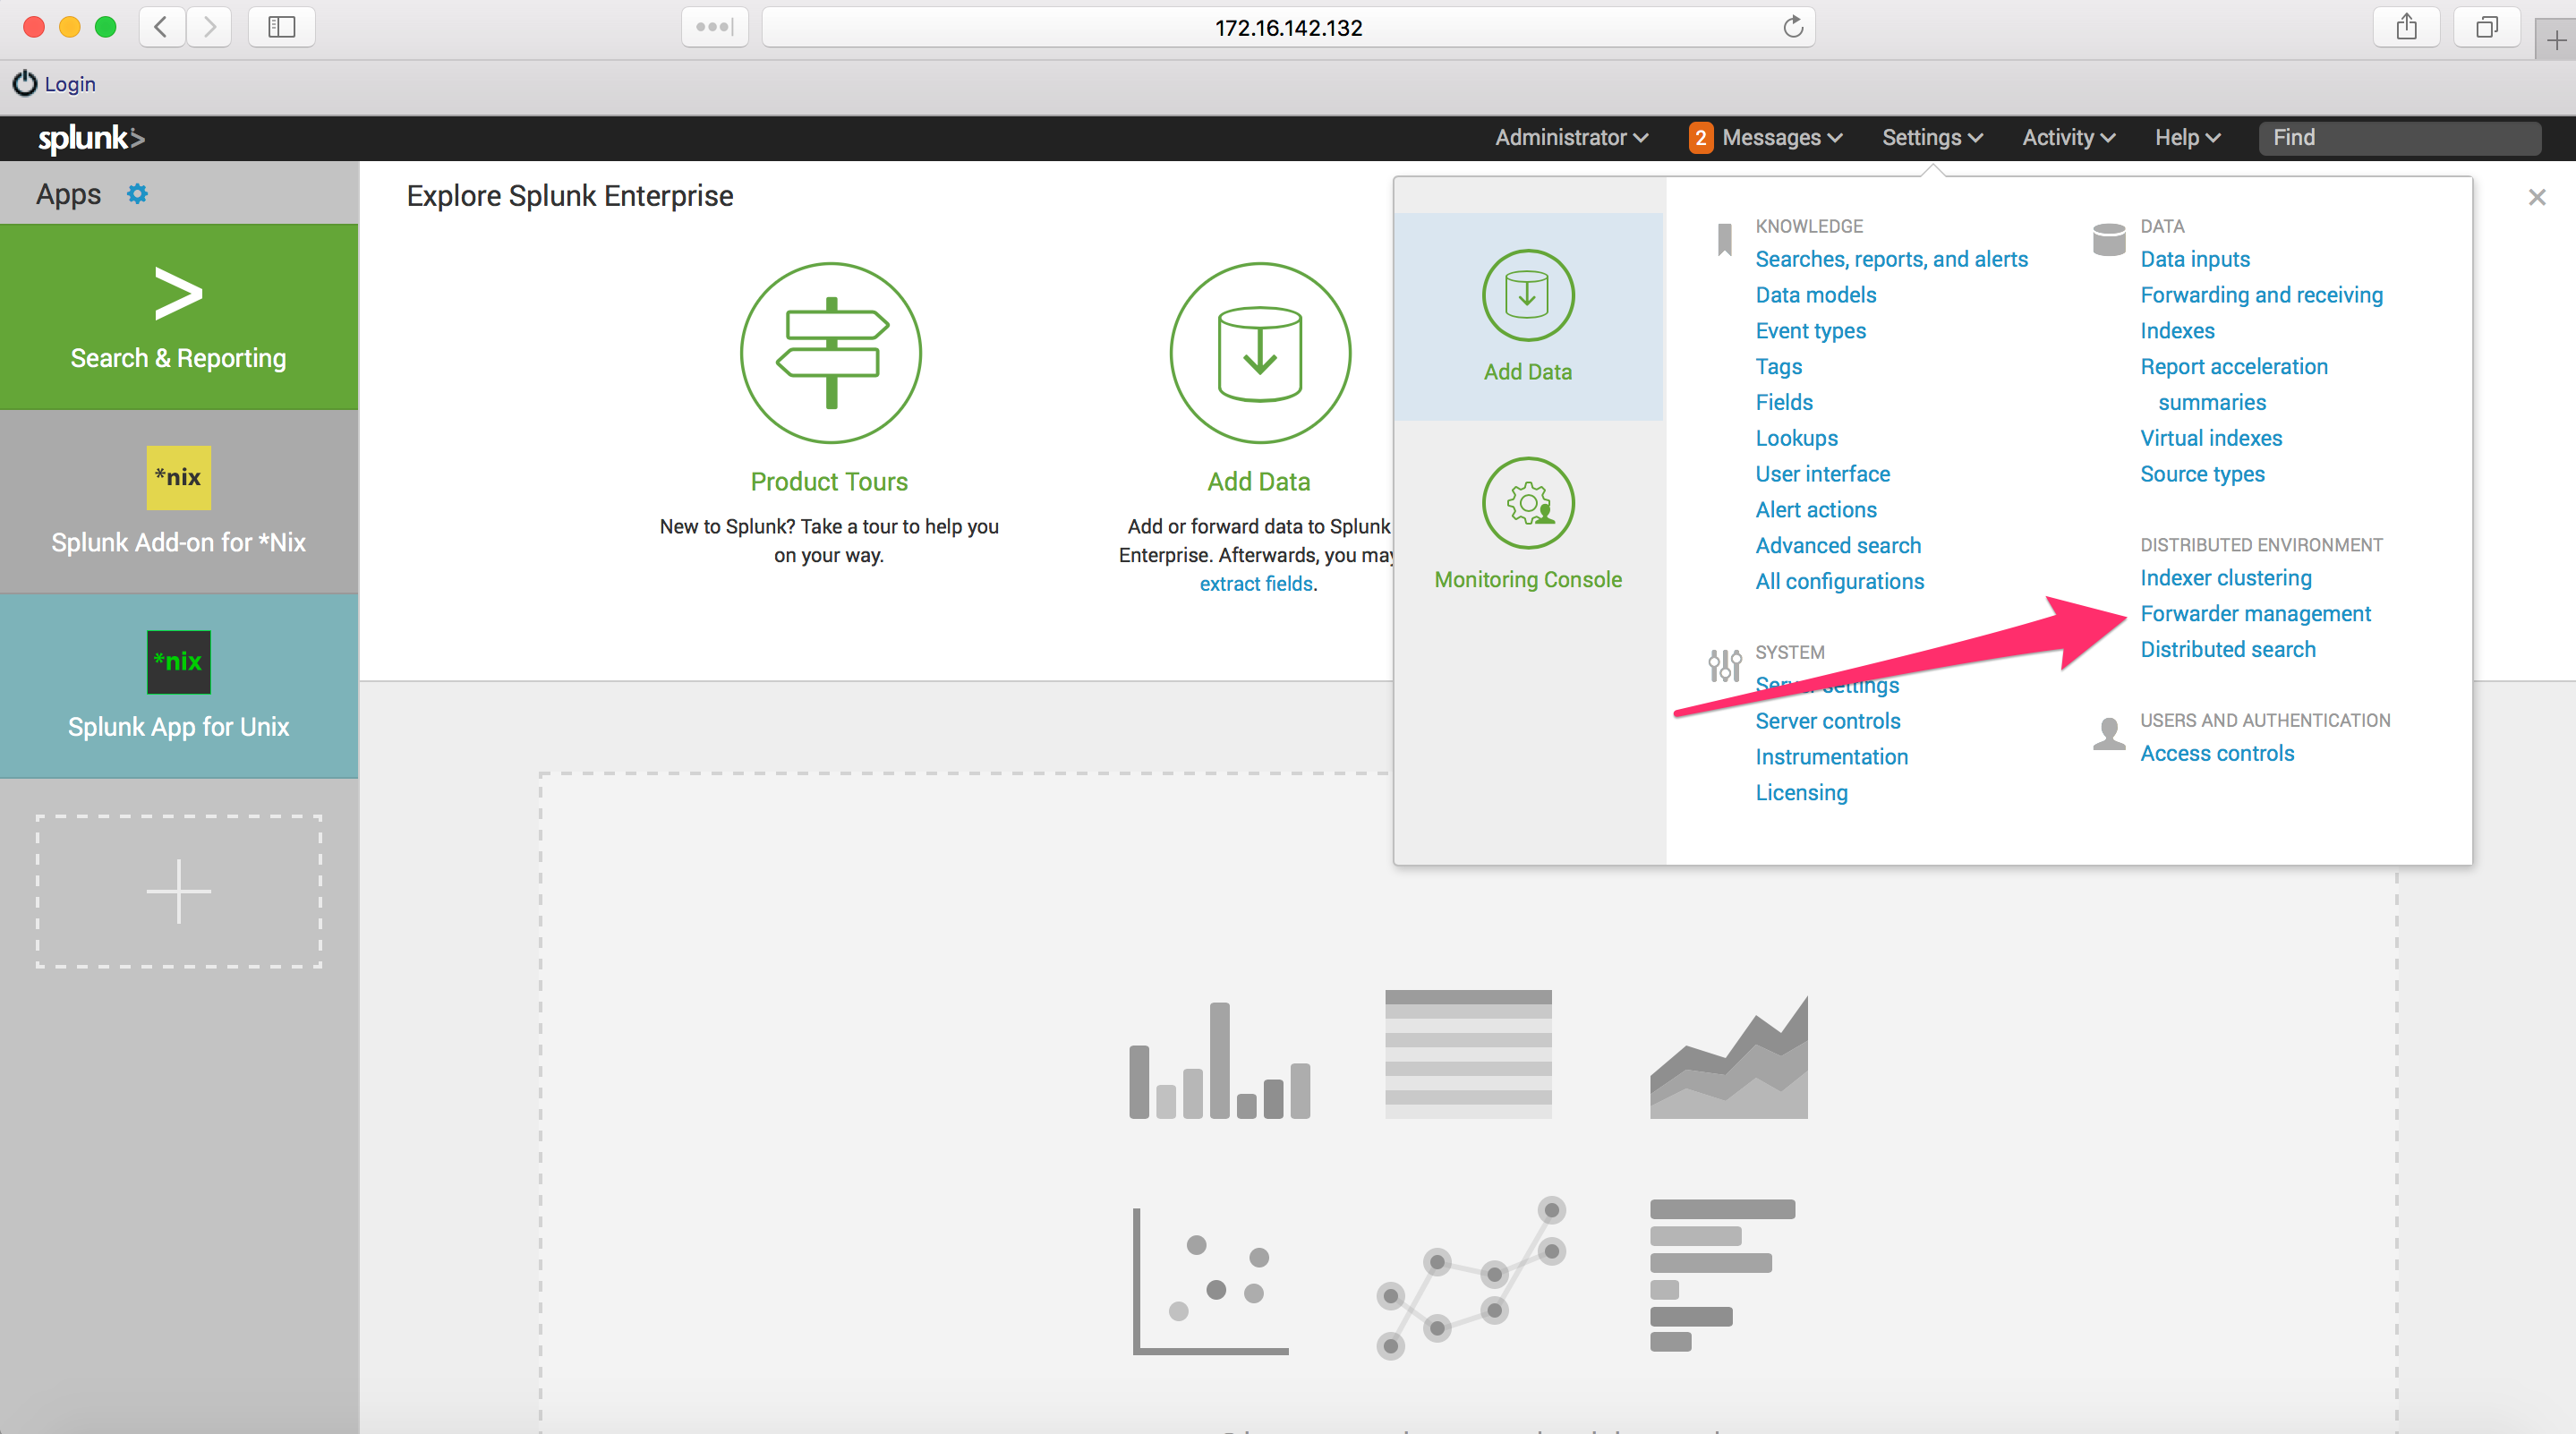 172.16.142.132
Login
splunk>
Administrator
2 Messages
Settings
Activity
Help
Find
Apps
Search & Reporting
*nix
Splunk Add-on for *Nix
*nix
Splunk App for Unix
Explore Splunk Enterprise
Product Tours
New to Splunk? Take a tour to help you
on your way.
Add Data
Add or forward data to Splunk
Enterprise. Afterwards, you may
extract fields.
Add Data
Monitoring Console
KNOWLEDGE
Searches, reports, and alerts
Data models
Event types
Tags
Fields
Lookups
User interface
Alert actions
Advanced search
All configurations
SYSTEM
Server settings
Server controls
Instrumentation
Licensing
DATA
Data inputs
Forwarding and receiving
Indexes
Report acceleration
summaries
Virtual indexes
Source types
DISTRIBUTED ENVIRONMENT
Indexer clustering
Forwarder management
Distributed search
USERS AND AUTHENTICATION
Access controls